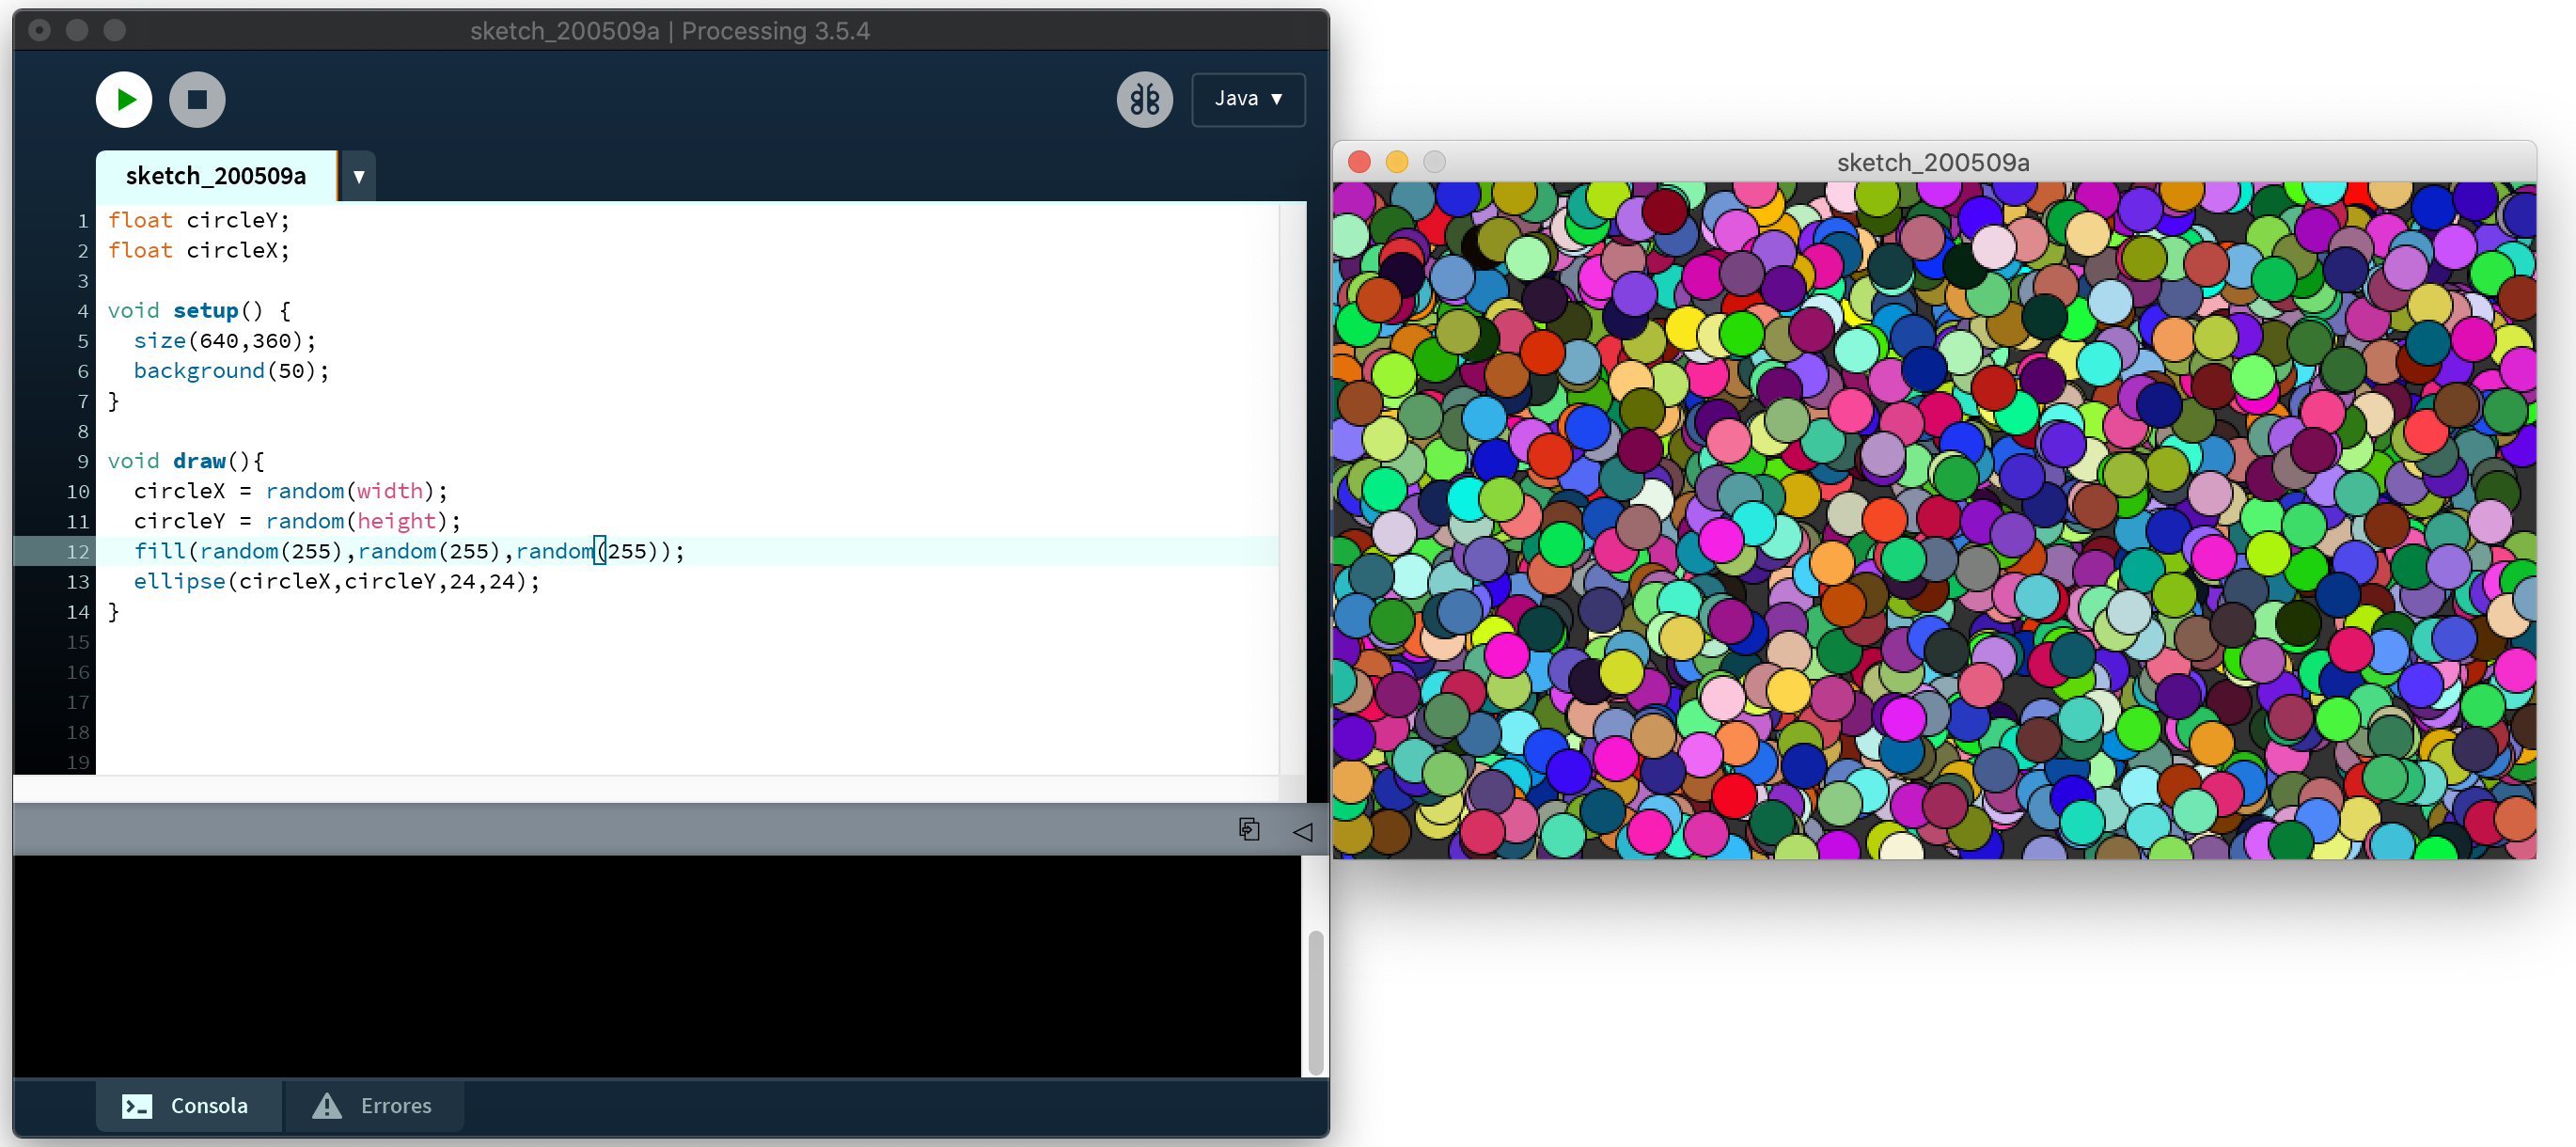 sketch_200509a | Processing 3.5.4
Java ▼
sketch_200509a ▼
1 float circleY;
2 float circleX;
3
4 void setup() {
5   size(640,360);
6   background(50);
7 }
8
9 void draw(){
10   circleX = random(width);
11   circleY = random(height);
12   fill(random(255),random(255),random(255));
13   ellipse(circleX,circleY,24,24);
14 }
15
16
17
18
19
Consola
Errores
sketch_200509a